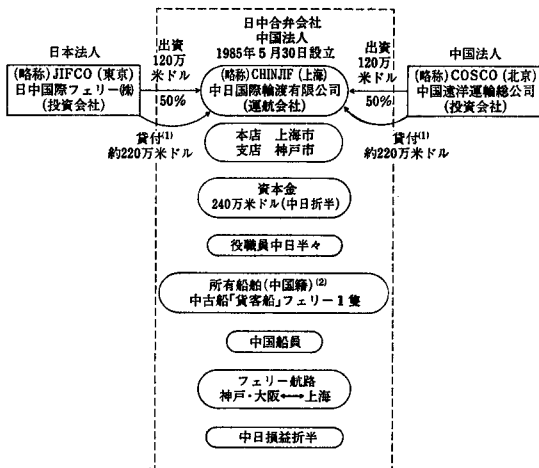 日中合弁会社
中国法人
1985年5月30日設立
日本法人
(略称) JIFCO (東京)
日中国際フェリー㈱
(投資会社)
出資
120万
米ドル
50%
貸付⁽¹⁾
約220万米ドル
(略称) CHINJIF (上海)
中日国際輪渡有限公司
(運航会社)
出資
120万
米ドル
50%
貸付⁽¹⁾
約220万米ドル
中国法人
(略称) COSCO (北京)
中国遠洋運輸総公司
(投資会社)
本店 上海市
支店 神戸市
資本金
240万米ドル(中日折半)
役職員中日半々
所有船舶(中国籍)⁽²⁾
中古船「貨客船」フェリー1隻
中国船員
フェリー航路
神戸・大阪⟷上海
中日損益折半